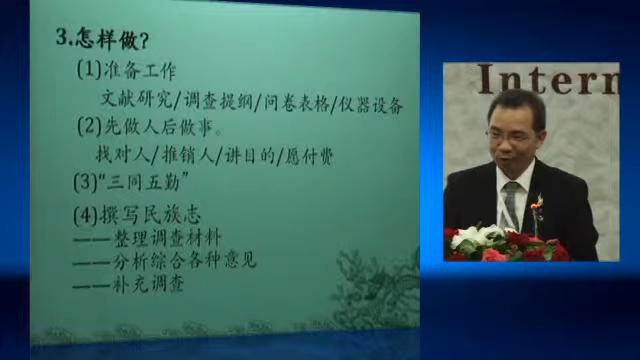 3.怎样做?
(1)准备工作
文献研究/调查提纲/问卷表格/仪器设备
(2)先做人后做事。
找对人/推销人/讲目的/愿付费
(3)“三同五勤”
(4)撰写民族志
——整理调查材料
——分析综合各种意见
——补充调查
Intern